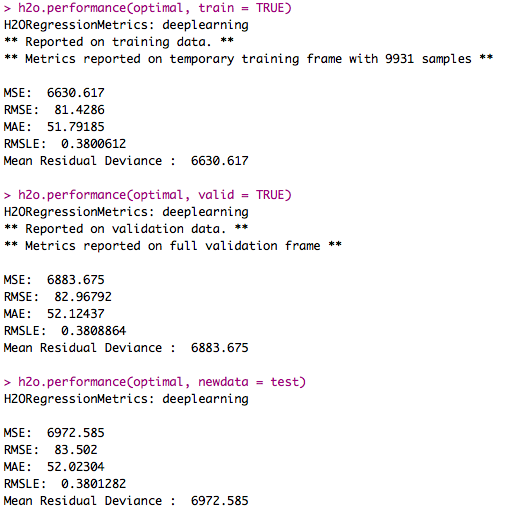 > h2o.performance(optimal, train = TRUE)
H2ORegressionMetrics: deeplearning
** Reported on training data. **
** Metrics reported on temporary training frame with 9931 samples **
MSE:  6630.617
RMSE:  81.4286
MAE:  51.79185
RMSLE:  0.3800612
Mean Residual Deviance :  6630.617
> h2o.performance(optimal, valid = TRUE)
H2ORegressionMetrics: deeplearning
** Reported on validation data. **
** Metrics reported on full validation frame **
MSE:  6883.675
RMSE:  82.96792
MAE:  52.12437
RMSLE:  0.3808864
Mean Residual Deviance :  6883.675
> h2o.performance(optimal, newdata = test)
H2ORegressionMetrics: deeplearning
MSE:  6972.585
RMSE:  83.502
MAE:  52.02304
RMSLE:  0.3801282
Mean Residual Deviance :  6972.585